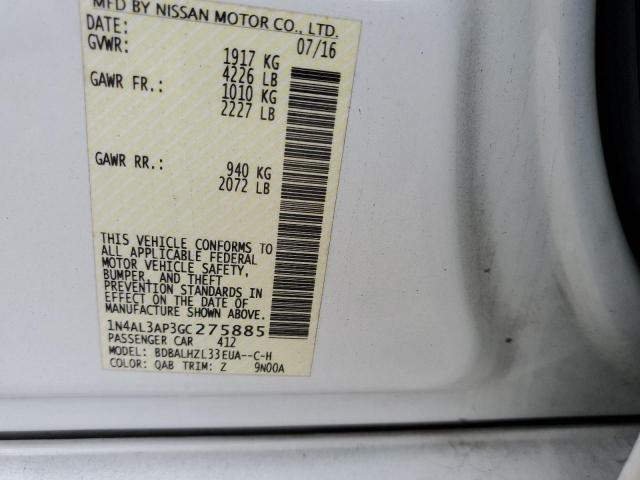 MFD BY NISSAN MOTOR CO., LTD.
DATE: 07/16
GVWR: 1917 KG
4226 LB
GAWR FR.: 1010 KG
2227 LB
GAWR RR.: 940 KG
2072 LB
THIS VEHICLE CONFORMS TO
ALL APPLICABLE FEDERAL
MOTOR VEHICLE SAFETY,
BUMPER, AND THEFT
PREVENTION STANDARDS IN
EFFECT ON THE DATE OF
MANUFACTURE SHOWN ABOVE.
1N4AL3AP3GC275885
PASSENGER CAR 412
MODEL: BDBALHZL33EUA--C-H
COLOR: QAB TRIM: Z 9N00A